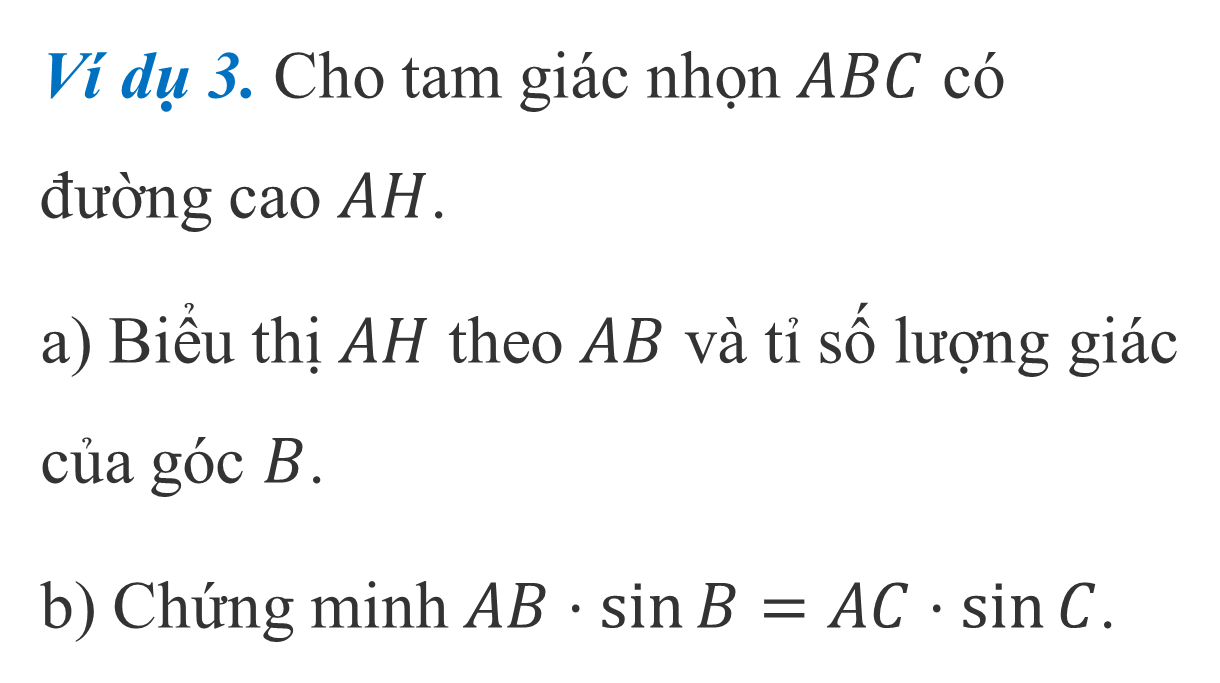 Ví dụ 3. Cho tam giác nhọn ABC có
đường cao AH.
a) Biểu thị AH theo AB và tỉ số lượng giác
của góc B.
b) Chứng minh AB · sin B = AC · sin C.